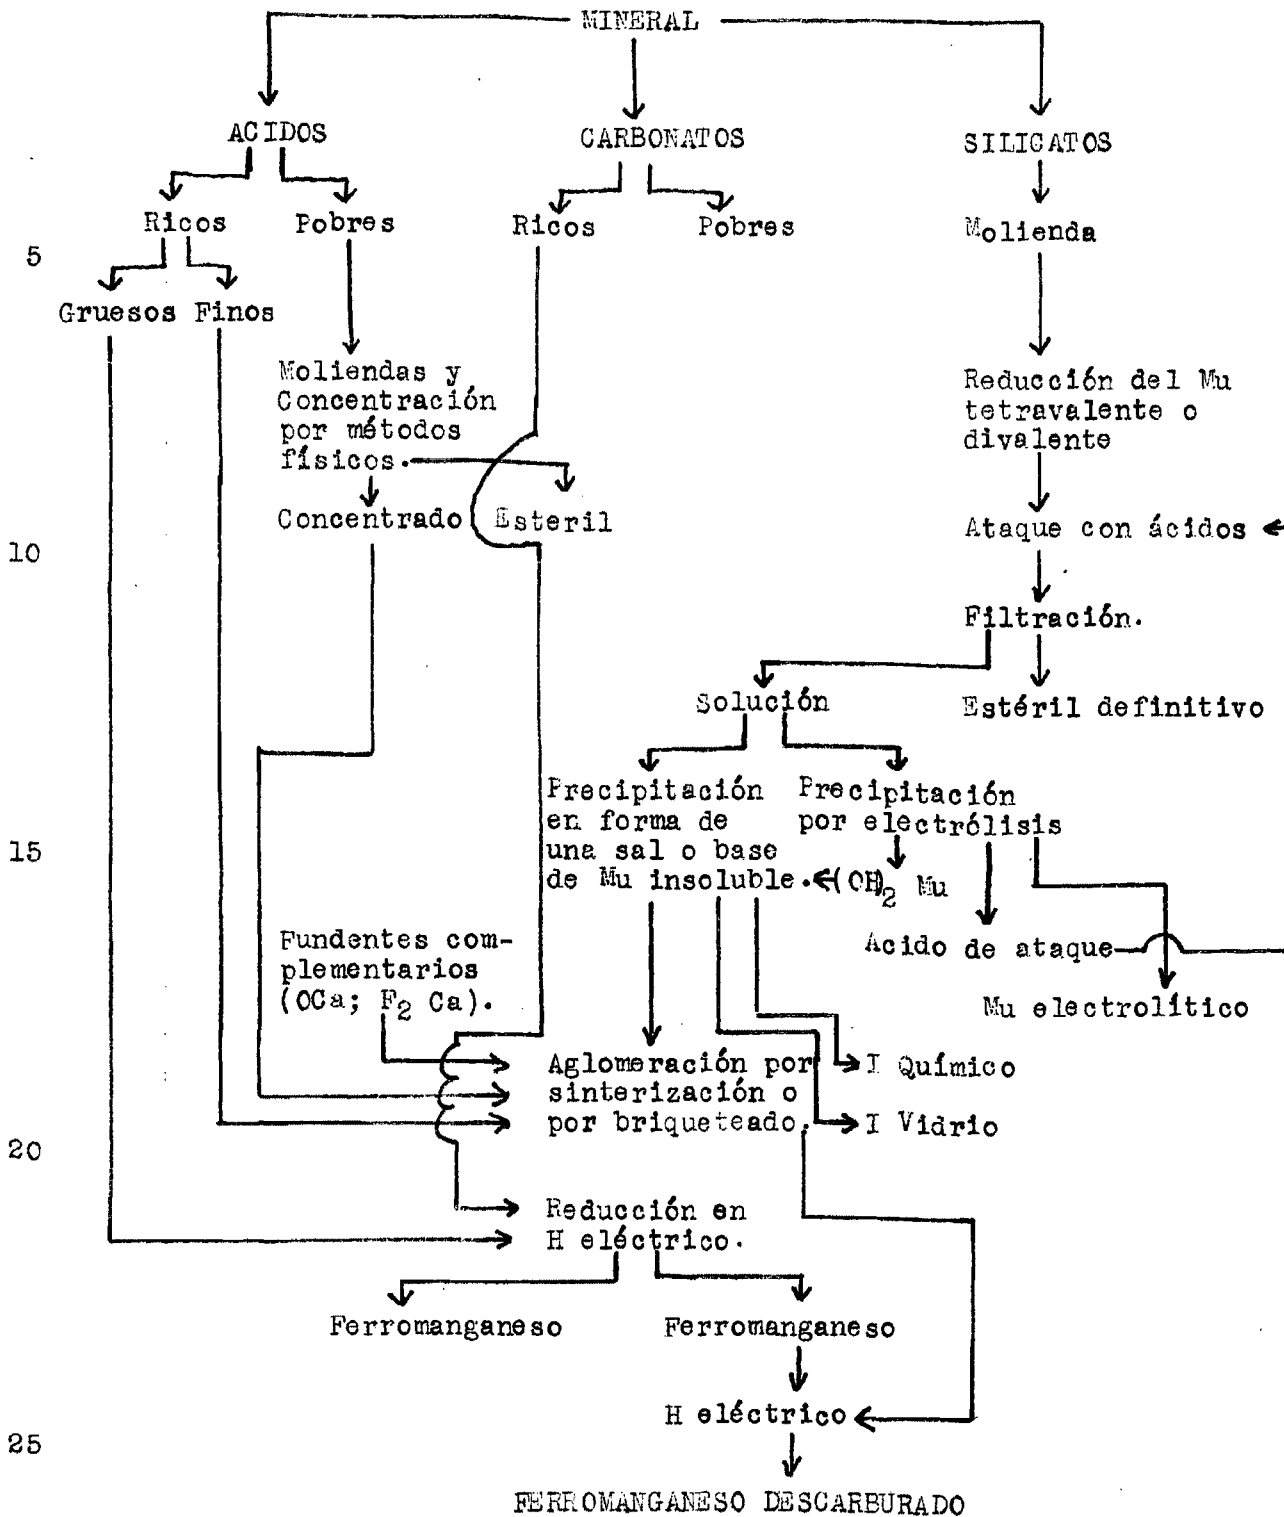 MINERAL
ACIDOS
CARBONATOS
SILICATOS
Ricos
Pobres
Ricos
Pobres
Molienda
5
Gruesos
Finos
Moliendas y
Concentración
por métodos
físicos.
Reducción del Mu
tetravalente o
divalente
Concentrado
Esteril
Ataque con ácidos
10
Filtración.
Solución
Estéril definitivo
Precipitación
en forma de
una sal o base
de Mu insoluble.
Precipitación
por electrólisis
15
(OH)2 Mu
Fundentes com-
plementarios
(OCa; F2 Ca).
Acido de ataque
Mu electrolítico
Aglomeración por
sinterización o
por briqueteado.
I Químico
I Vidrio
20
Reducción en
H eléctrico.
Ferromanganeso
Ferromanganeso
H eléctrico
25
FERROMANGANESO DESCARBURADO